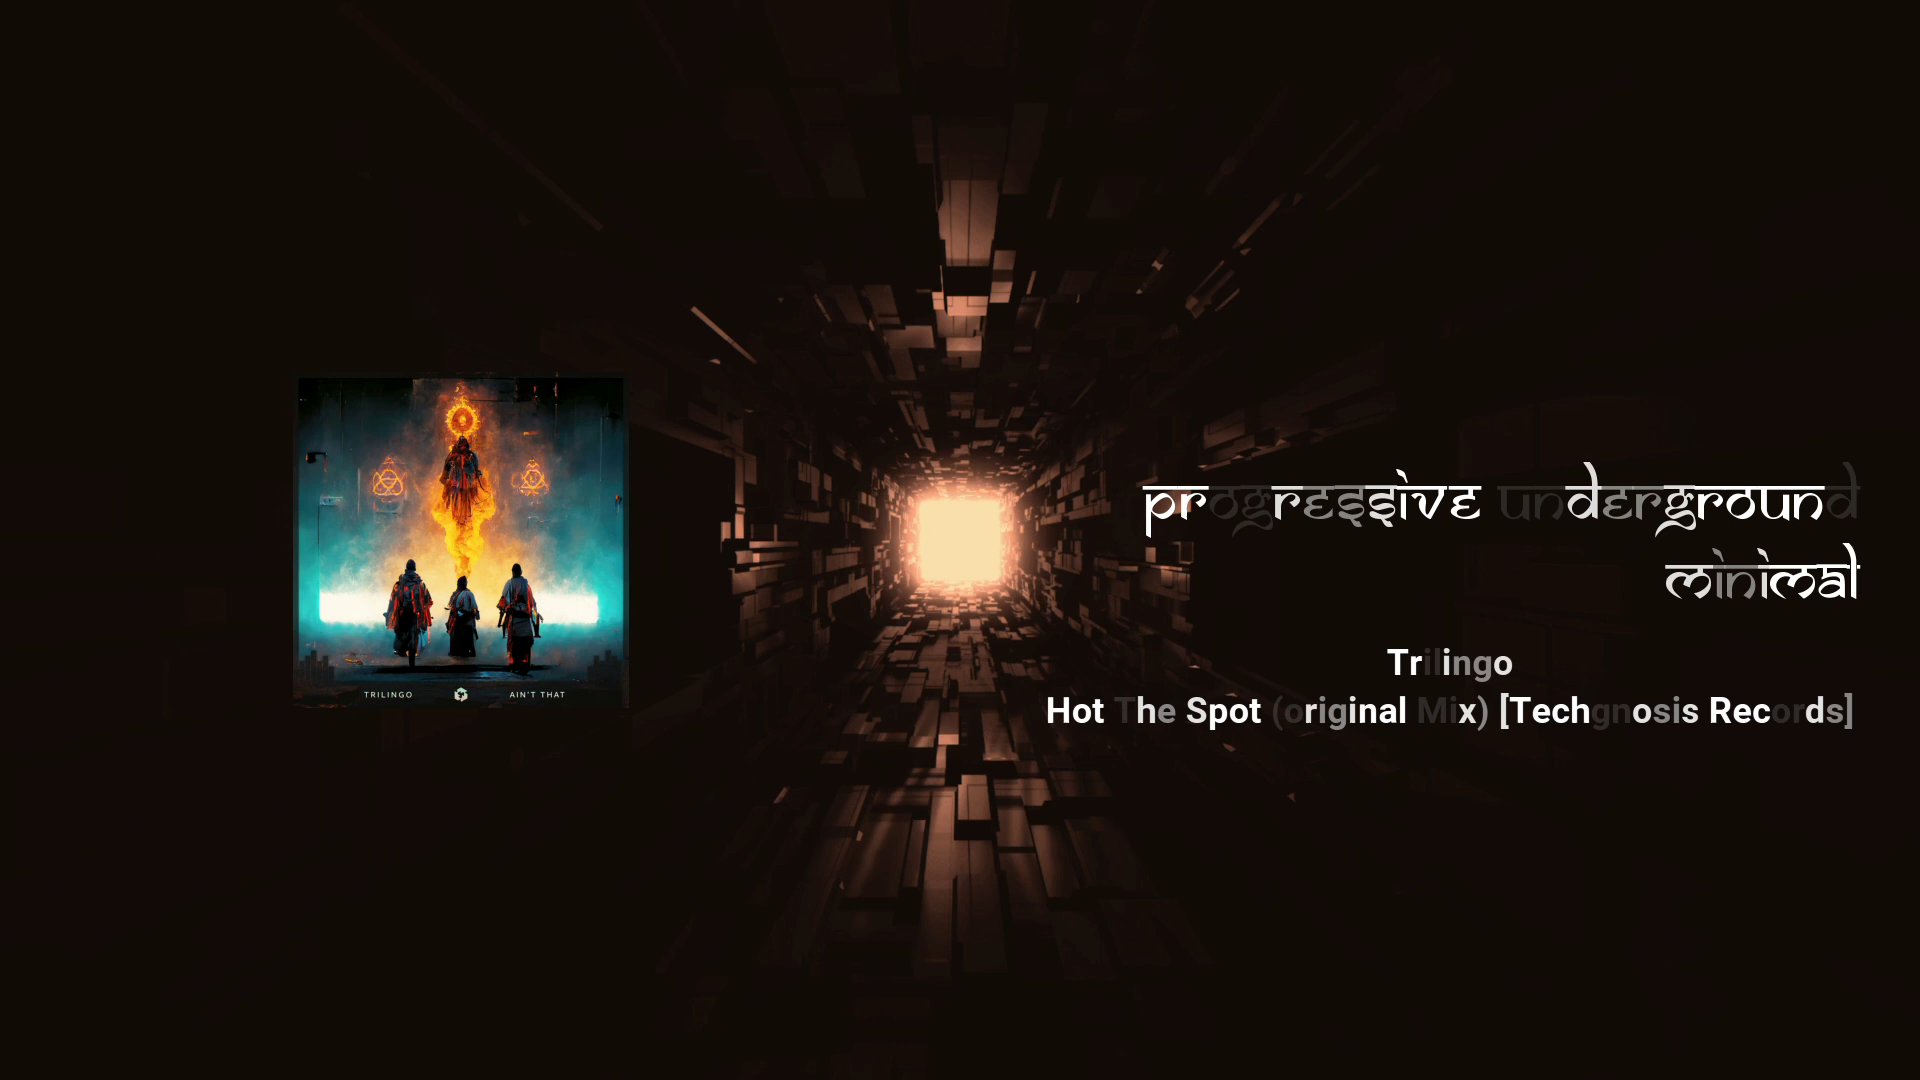 TRILINGO AIN'T THAT
progressive underground
minimal
Trilingo
Hot The Spot (original Mix) [Techgnosis Records]